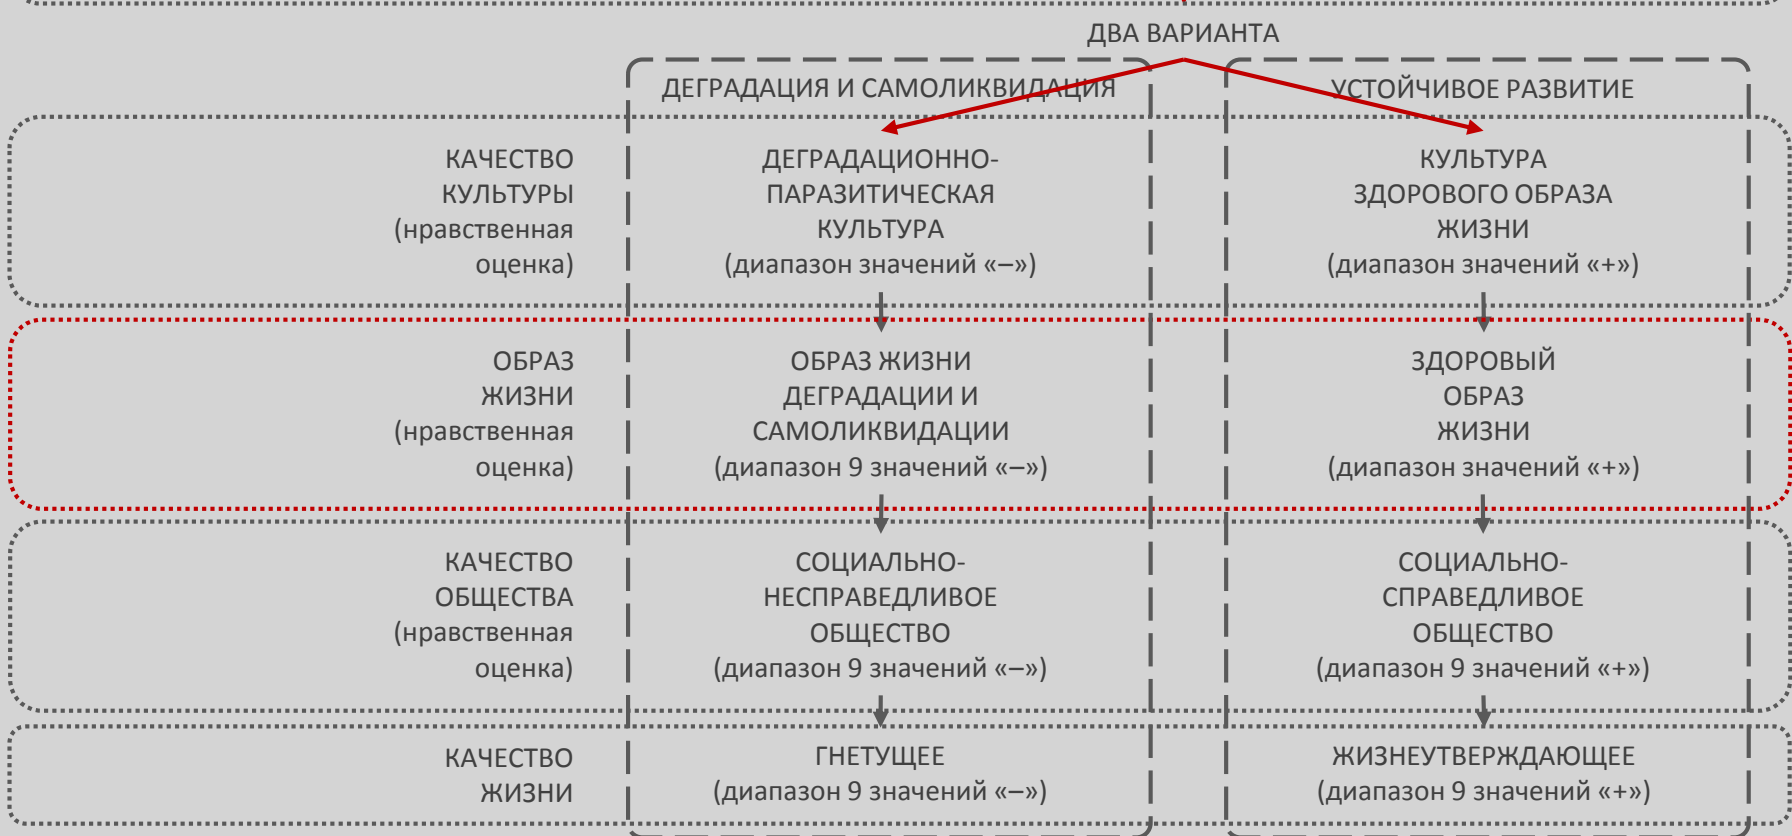 ДВА ВАРИАНТА
ДЕГРАДАЦИЯ И САМОЛИКВИДАЦИЯ
УСТОЙЧИВОЕ РАЗВИТИЕ
КАЧЕСТВО
КУЛЬТУРЫ
(нравственная
оценка)
ДЕГРАДАЦИОННО-
ПАРАЗИТИЧЕСКАЯ
КУЛЬТУРА
(диапазон значений «–»)
КУЛЬТУРА
ЗДОРОВОГО ОБРАЗА
ЖИЗНИ
(диапазон значений «+»)
ОБРАЗ
ЖИЗНИ
(нравственная
оценка)
ОБРАЗ ЖИЗНИ
ДЕГРАДАЦИИ И
САМОЛИКВИДАЦИИ
(диапазон 9 значений «–»)
ЗДОРОВЫЙ
ОБРАЗ
ЖИЗНИ
(диапазон значений «+»)
КАЧЕСТВО
ОБЩЕСТВА
(нравственная
оценка)
СОЦИАЛЬНО-
НЕСПРАВЕДЛИВОЕ
ОБЩЕСТВО
(диапазон 9 значений «–»)
СОЦИАЛЬНО-
СПРАВЕДЛИВОЕ
ОБЩЕСТВО
(диапазон 9 значений «+»)
КАЧЕСТВО
ЖИЗНИ
ГНЕТУЩЕЕ
(диапазон 9 значений «–»)
ЖИЗНЕУТВЕРЖДАЮЩЕЕ
(диапазон 9 значений «+»)